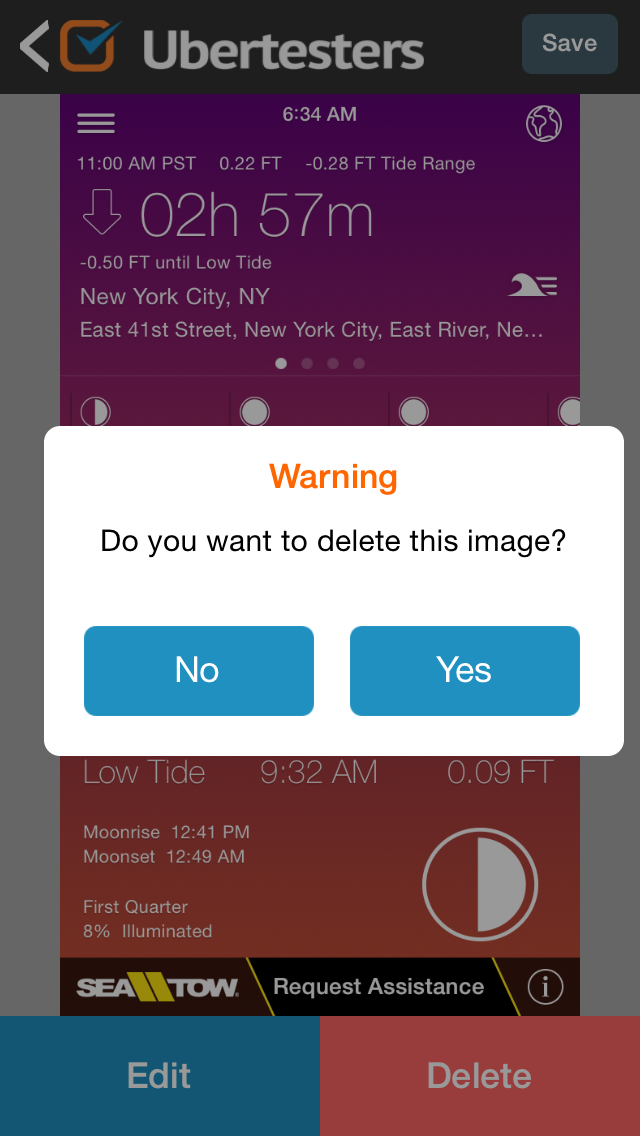 Ubertesters
Save
6:34 AM
11:00 AM PST 0.22 FT -0.28 FT Tide Range
02h 57m
-0.50 FT until Low Tide
New York City, NY
East 41st Street, New York City, East River, Ne...
Warning
Do you want to delete this image?
No Yes
Low Tide 9:32 AM 0.09 FT
Moonrise 12:41 PM
Moonset 12:49 AM
First Quarter
8% Illuminated
SEA TOW Request Assistance
Edit Delete